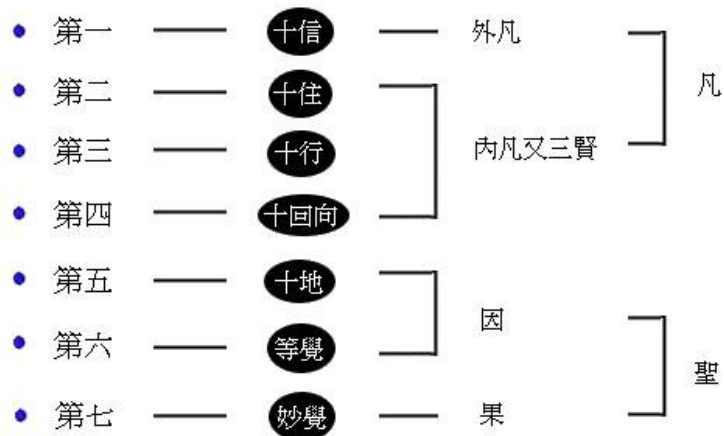 第一 十信 外凡
凡
第二 十住
第三 十行 內凡又三賢
第四 十回向
第五 十地
因
第六 等覺
聖
第七 妙覺 果